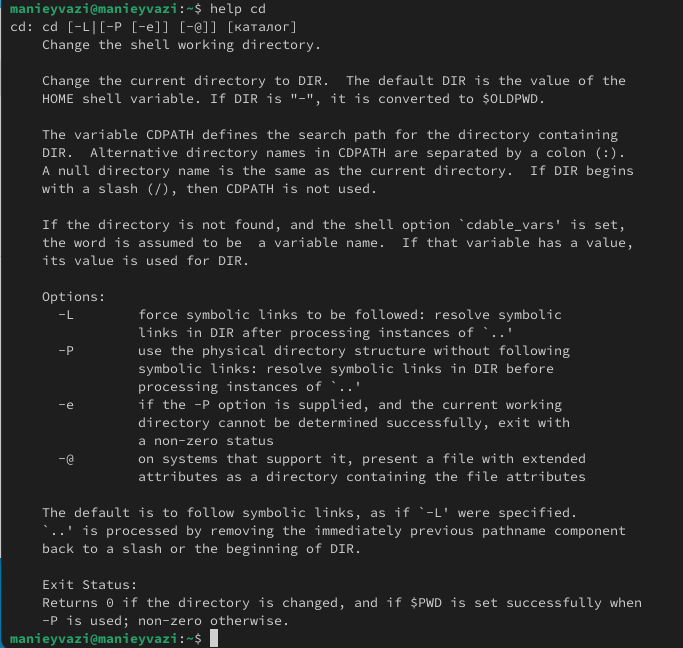 manieyvazi@manieyvazi:~$ help cd
cd: cd [-L|[-P [-e]] [-@]] [каталог]
    Change the shell working directory.

    Change the current directory to DIR.  The default DIR is the value of the
    HOME shell variable. If DIR is "-", it is converted to $OLDPWD.

    The variable CDPATH defines the search path for the directory containing
    DIR.  Alternative directory names in CDPATH are separated by a colon (:).
    A null directory name is the same as the current directory.  If DIR begins
    with a slash (/), then CDPATH is not used.

    If the directory is not found, and the shell option `cdable_vars' is set,
    the word is assumed to be  a variable name.  If that variable has a value,
    its value is used for DIR.

    Options:
      -L        force symbolic links to be followed: resolve symbolic
                links in DIR after processing instances of `..'
      -P        use the physical directory structure without following
                symbolic links: resolve symbolic links in DIR before
                processing instances of `..'
      -e        if the -P option is supplied, and the current working
                directory cannot be determined successfully, exit with
                a non-zero status
      -@        on systems that support it, present a file with extended
                attributes as a directory containing the file attributes

    The default is to follow symbolic links, as if `-L' were specified.
    `..' is processed by removing the immediately previous pathname component
    back to a slash or the beginning of DIR.

    Exit Status:
    Returns 0 if the directory is changed, and if $PWD is set successfully when
    -P is used; non-zero otherwise.
manieyvazi@manieyvazi:~$